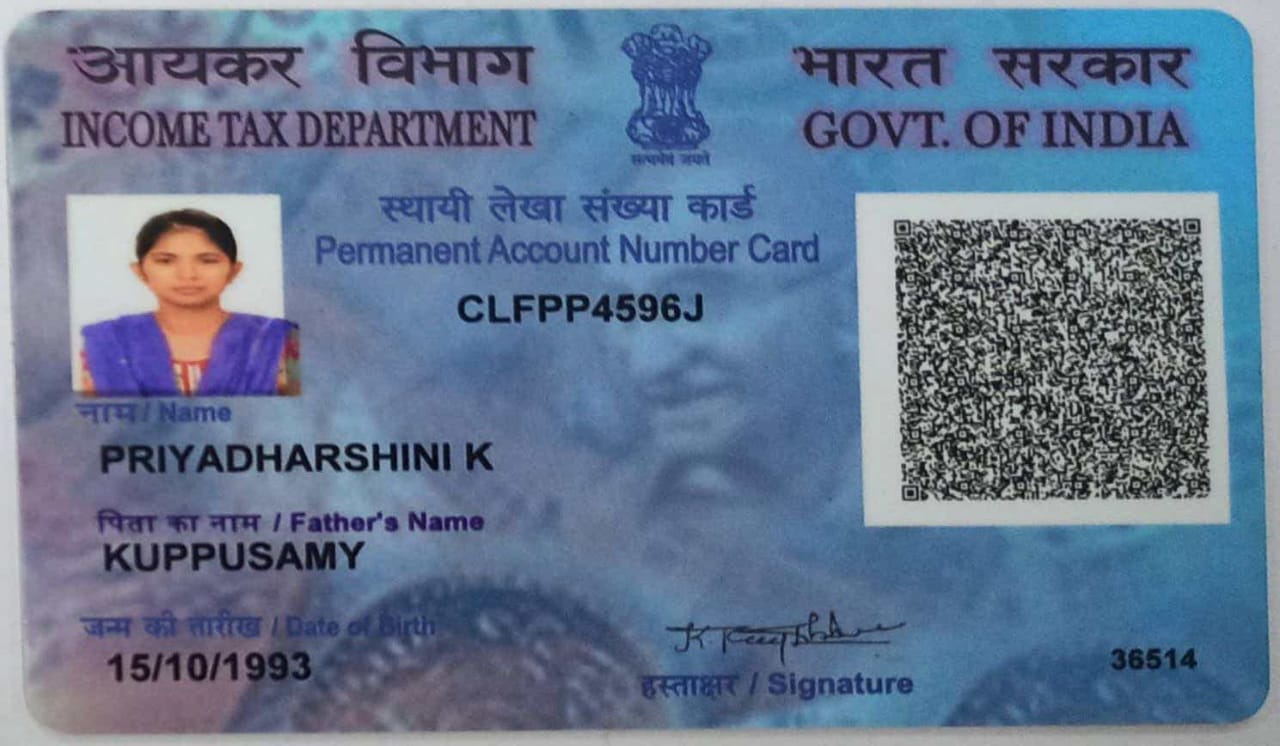 आयकर विभाग
INCOME TAX DEPARTMENT
सत्यमेव जयते
भारत सरकार
GOVT. OF INDIA
स्थायी लेखा संख्या कार्ड
Permanent Account Number Card
CLFPP4596J
नाम / Name
PRIYADHARSHINI K
पिता का नाम / Father's Name
KUPPUSAMY
जन्म की तारीख / Date of Birth
15/10/1993
हस्ताक्षर / Signature
36514